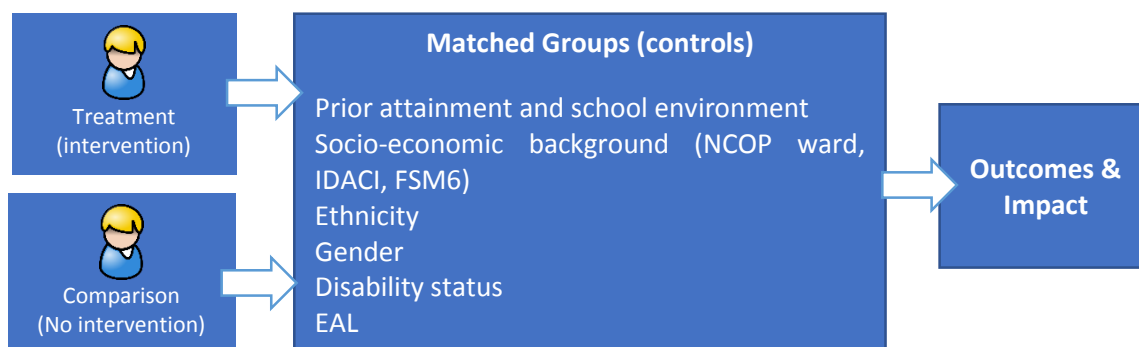 Treatment
(intervention)
Comparison
(No intervention)
Matched Groups (controls)
Prior attainment and school environment
Socio-economic background (NCOP ward,
IDACI, FSM6)
Ethnicity
Gender
Disability status
EAL
Outcomes &
Impact